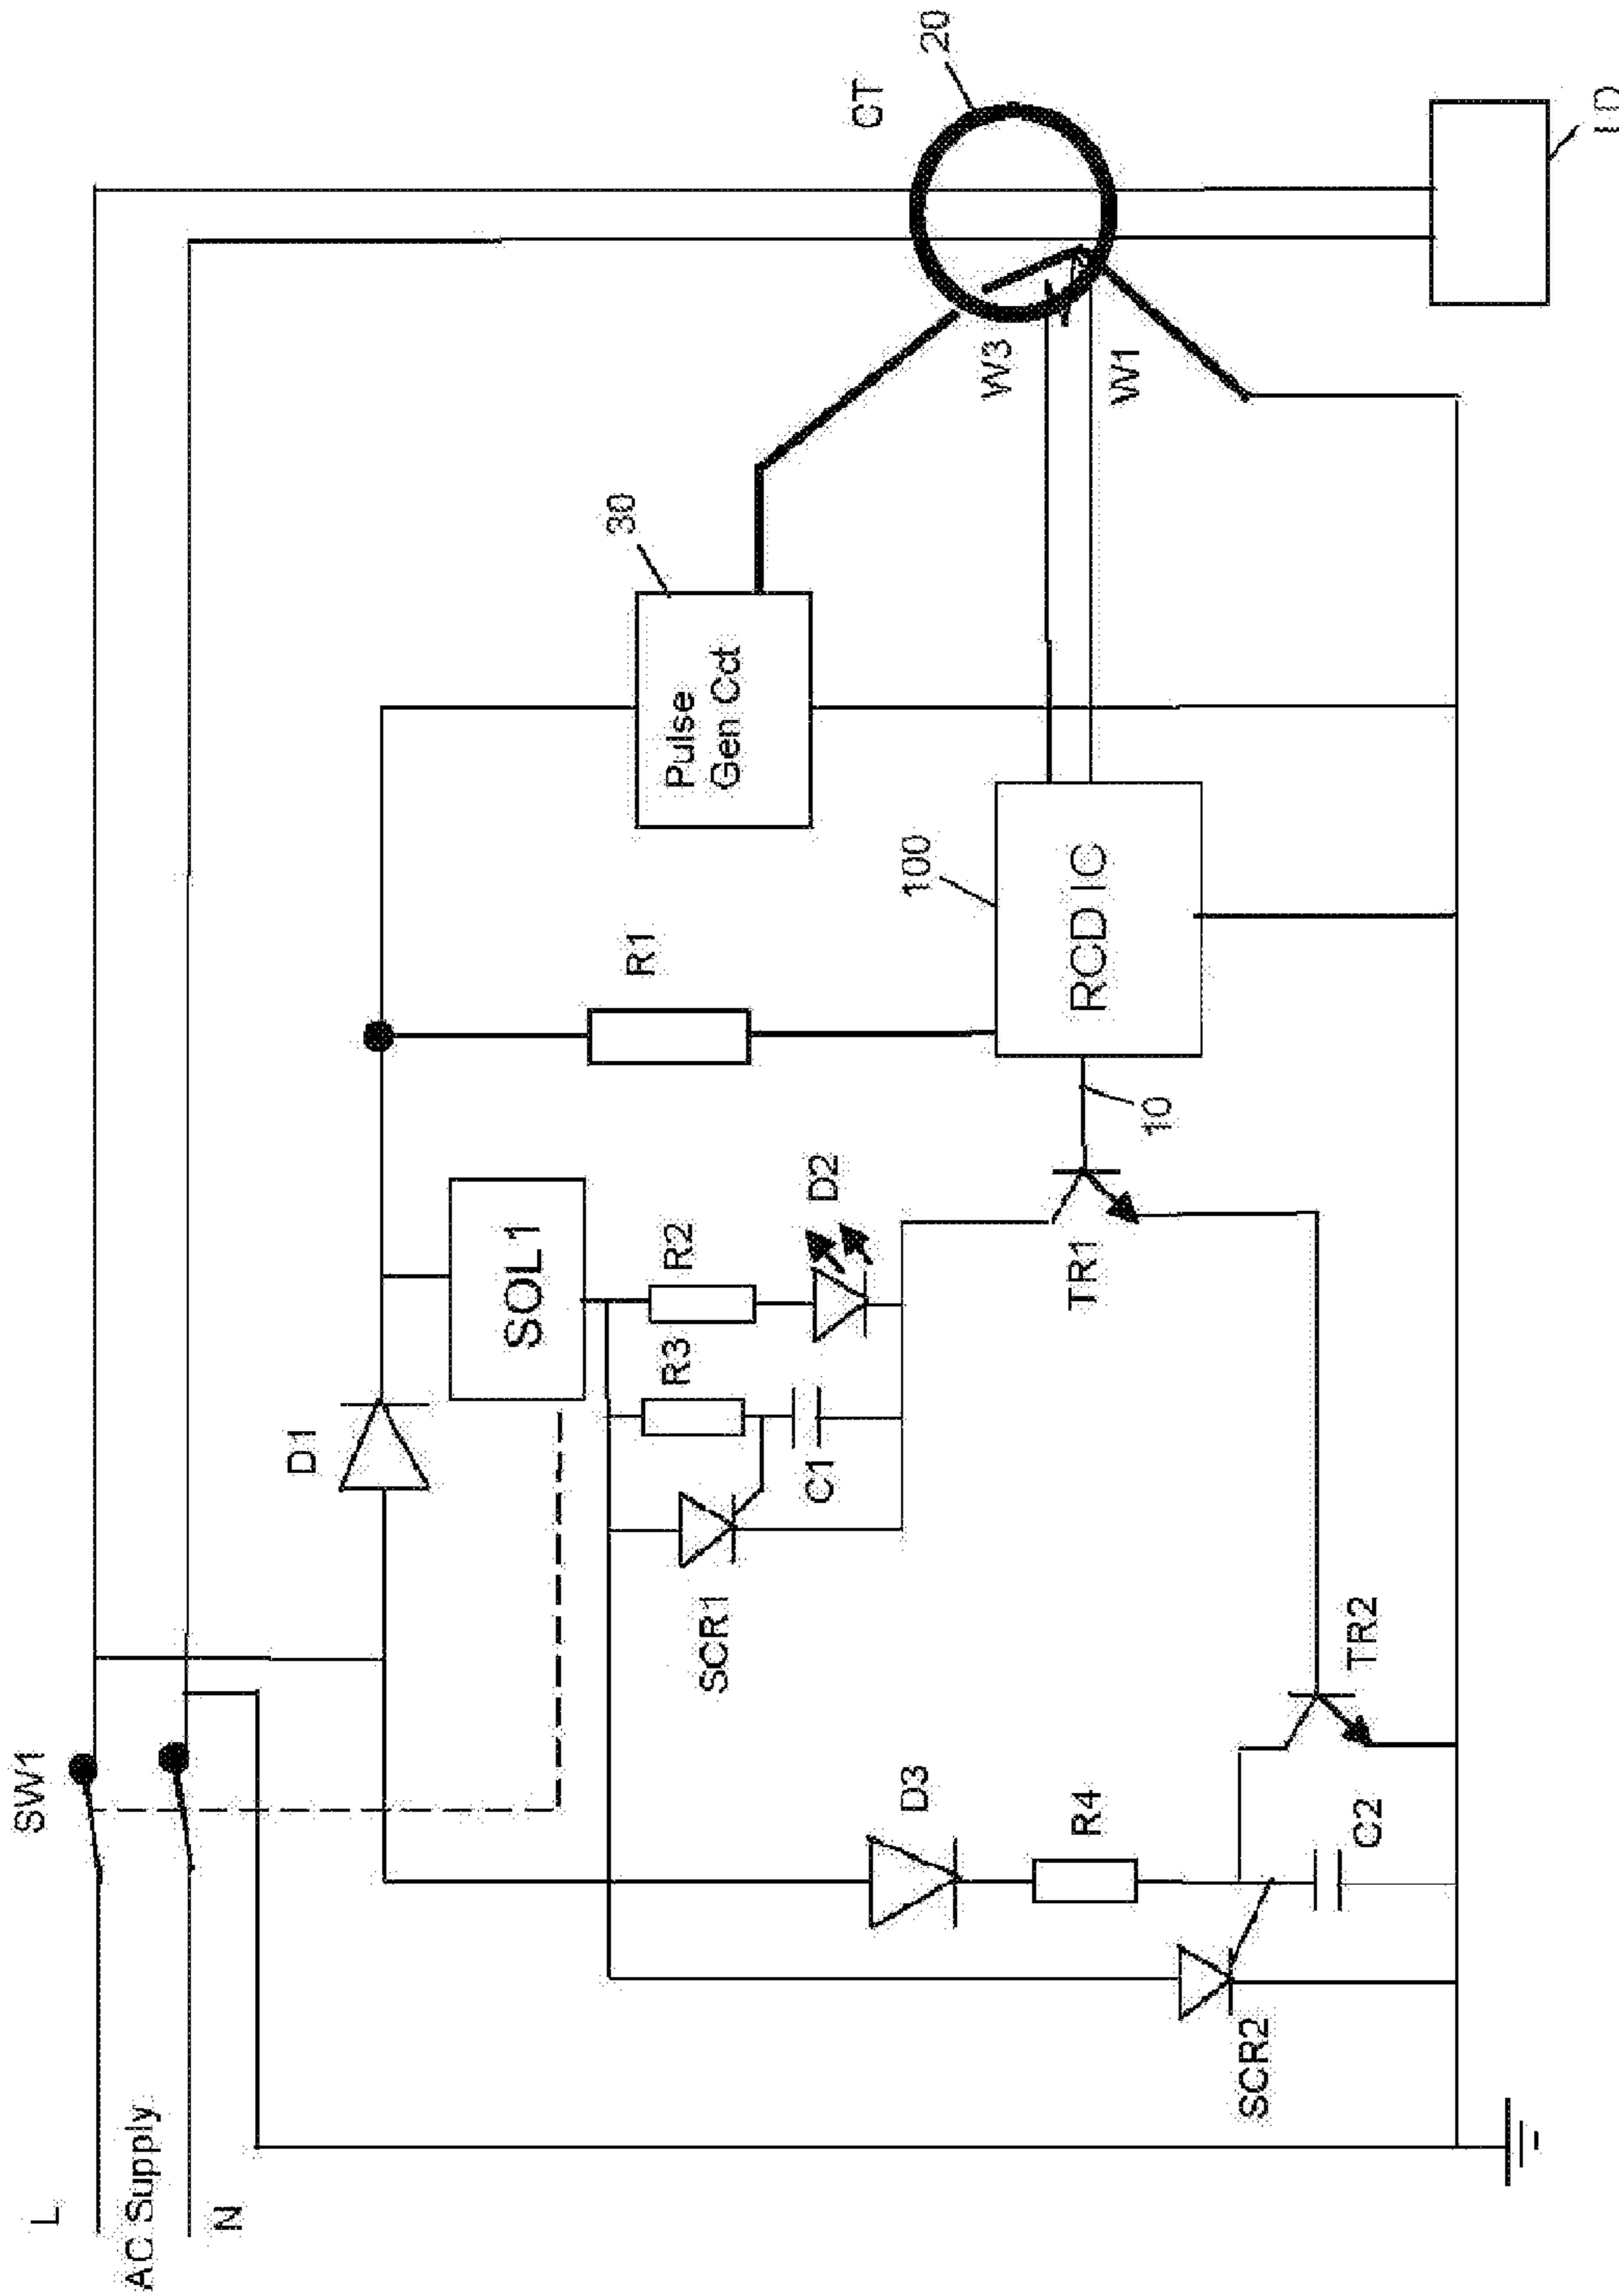 L
AC Supply
N
SW1
D1
SOL1
R1
Pulse
Gen Cct
30
CT
20
W3
W1
SCR1
R3
C1
R2
D2
TR1
10
100
RCD IC
D3
R4
C2
SCR2
TR2